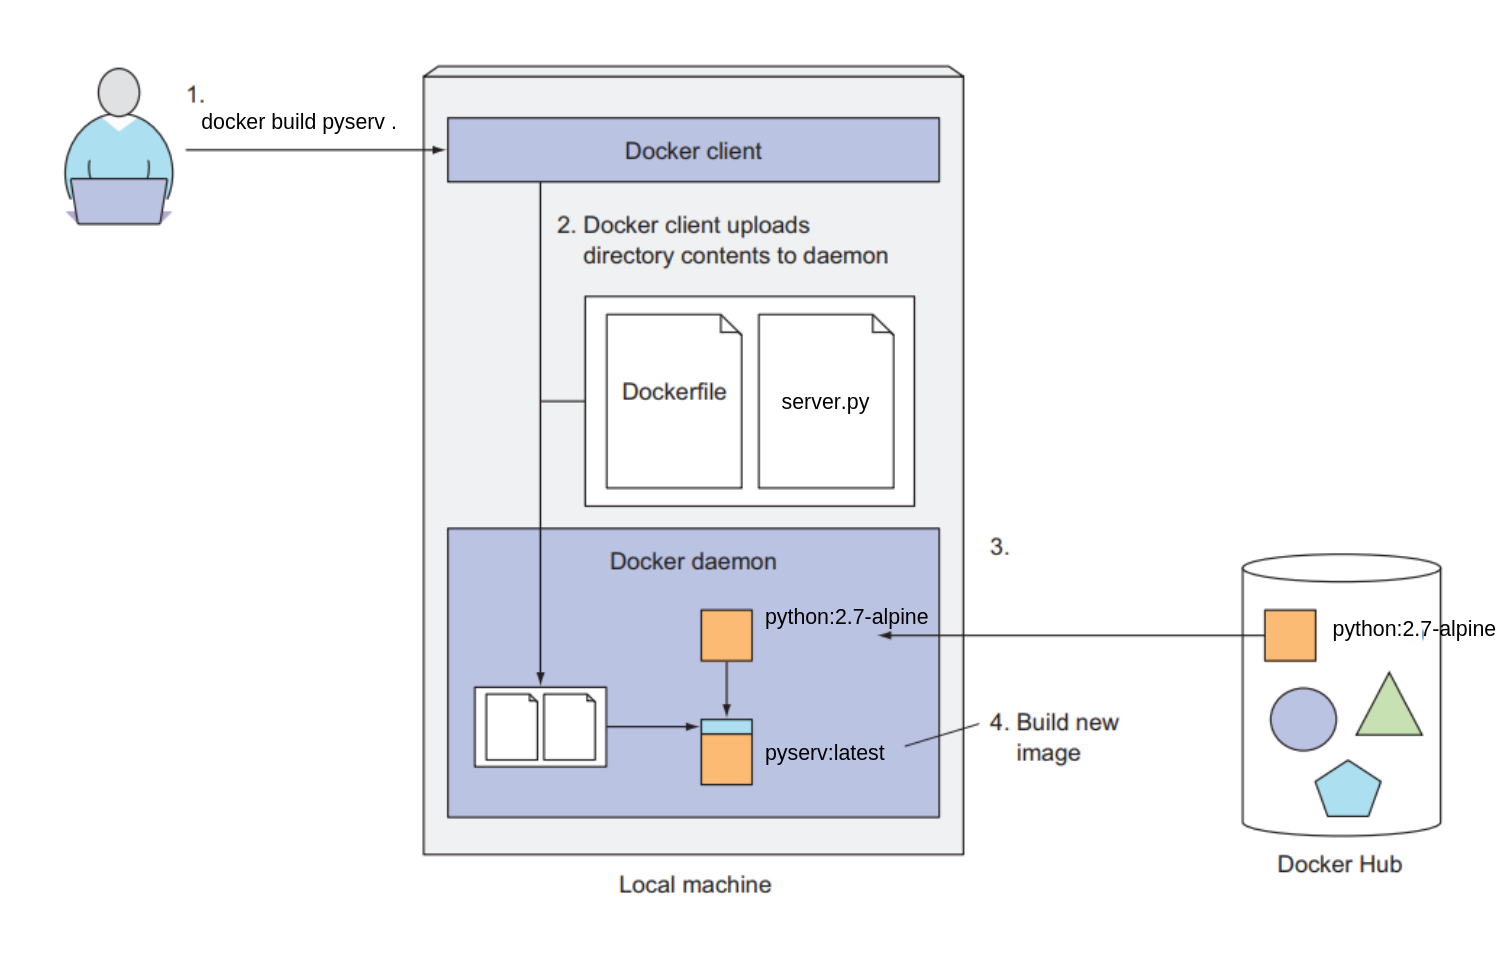 1.
docker build pyserv .
Docker client
2. Docker client uploads
directory contents to daemon
Dockerfile
server.py
Docker daemon
3.
python:2.7-alpine
python:2.7-alpine
4. Build new
image
pyserv:latest
Docker Hub
Local machine